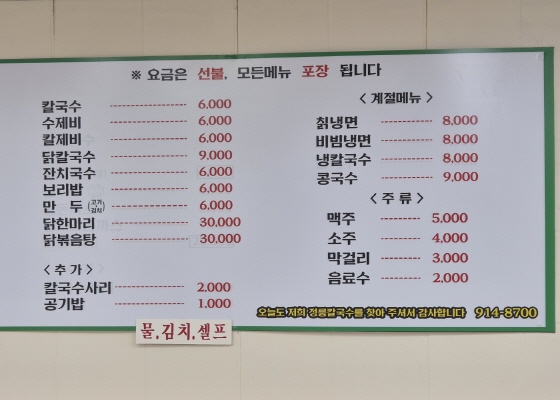 ※ 요금은 선불, 모든메뉴 포장 됩니다
칼국수 6.000
수제비 6.000
칼제비 6.000
닭칼국수 9.000
잔치국수 6.000
보리밥 6.000
만 두 (고기 김치) 6.000
닭한마리 30.000
닭볶음탕 30.000
< 추 가 >
칼국수사리 2.000
공기밥 1.000
< 계절메뉴 >
칡냉면 8.000
비빔냉면 8.000
냉칼국수 8.000
콩국수 9.000
< 주 류 >
맥주 5.000
소주 4.000
막걸리 3.000
음료수 2.000
오늘도 저희 정릉칼국수를 찾아 주셔서 감사합니다 914-8700
물,김치,셀프